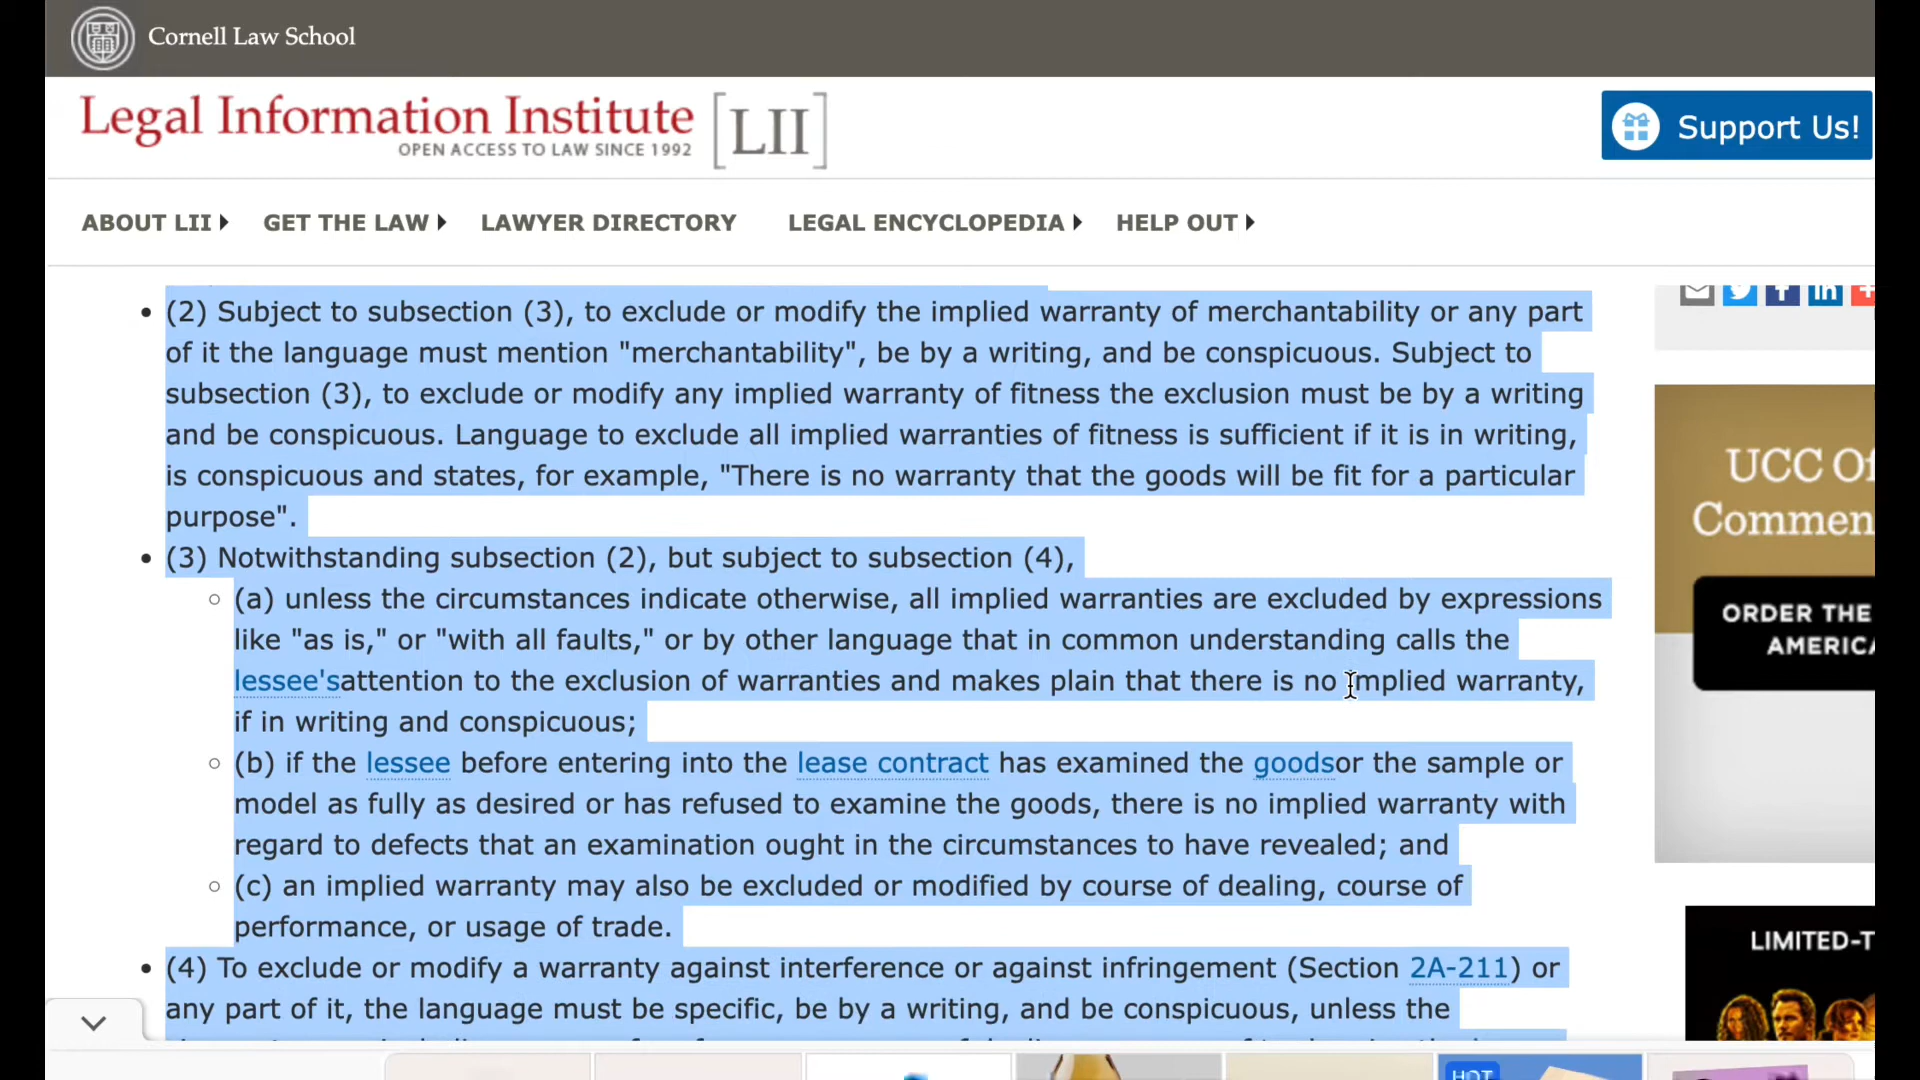 Cornell Law School
Legal Information Institute [LII]
OPEN ACCESS TO LAW SINCE 1992
Support Us!
ABOUT LII GET THE LAW LAWYER DIRECTORY LEGAL ENCYCLOPEDIA HELP OUT
(2) Subject to subsection (3), to exclude or modify the implied warranty of merchantability or any part
of it the language must mention "merchantability", be by a writing, and be conspicuous. Subject to
subsection (3), to exclude or modify any implied warranty of fitness the exclusion must be by a writing
and be conspicuous. Language to exclude all implied warranties of fitness is sufficient if it is in writing,
is conspicuous and states, for example, "There is no warranty that the goods will be fit for a particular
purpose".
(3) Notwithstanding subsection (2), but subject to subsection (4),
(a) unless the circumstances indicate otherwise, all implied warranties are excluded by expressions
like "as is," or "with all faults," or by other language that in common understanding calls the
lessee'sattention to the exclusion of warranties and makes plain that there is no implied warranty,
if in writing and conspicuous;
(b) if the lessee before entering into the lease contract has examined the goodsor the sample or
model as fully as desired or has refused to examine the goods, there is no implied warranty with
regard to defects that an examination ought in the circumstances to have revealed; and
(c) an implied warranty may also be excluded or modified by course of dealing, course of
performance, or usage of trade.
(4) To exclude or modify a warranty against interference or against infringement (Section 2A-211) or
any part of it, the language must be specific, be by a writing, and be conspicuous, unless the
UCC Of
Commen
ORDER THE
AMERICA
LIMITED-T
HOT